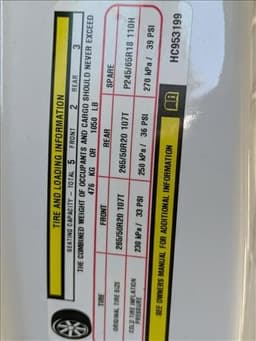 TIRE AND LOADING INFORMATION
SEATING CAPACITY - TOTAL 5 FRONT 2 REAR 3
THE COMBINED WEIGHT OF OCCUPANTS AND CARGO SHOULD NEVER EXCEED
476 KG OR 1050 LB
TIRE FRONT REAR SPARE
ORIGINAL TIRE SIZE 265/50R20 107T 265/50R20 107T P245/65R18 110H
COLD TIRE INFLATION PRESSURE 230 kPa / 33 PSI 250 kPa / 36 PSI 270 kPa / 39 PSI
SEE OWNERS MANUAL FOR ADDITIONAL INFORMATION
HC953199